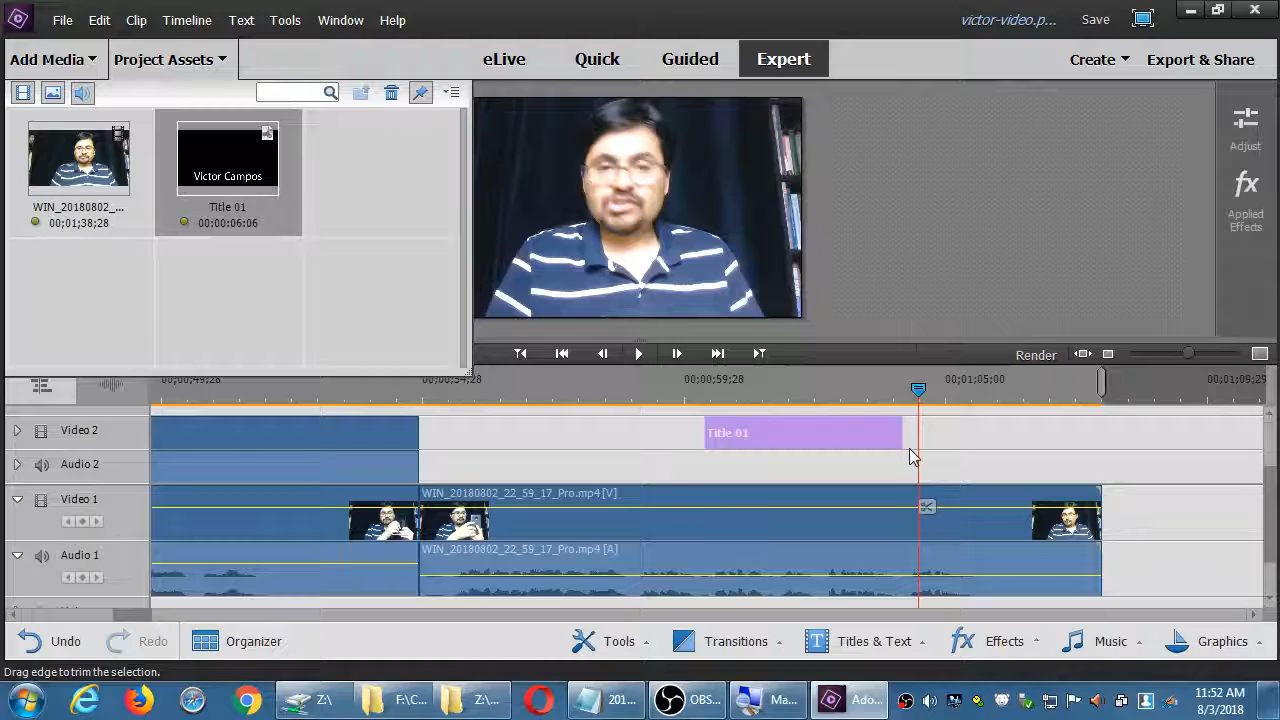 File Edit Clip Timeline Text Tools Window Help
victor-video.p... Save
Add Media Project Assets
eLive Quick Guided Expert
Create Export & Share
VIctor Campos
WIN_20180802_... Title 01
00;01;38;28 00:00:06:06
Adjust
fx
Applied
Effects
Render
00;00;49;28 00;00;54;28 00;00;59;28 00;01;05;00 00;01;09;29
Video 2 Title 01
Audio 2
Video 1 WIN_20180802_22_59_17_Pro.mp4 [V]
Audio 1 WIN_20180802_22_59_17_Pro.mp4 [A]
Undo Redo Organizer Tools Transitions T Titles & Text fx Effects Music Graphics
Drag edge to trim the selection.
Z:\ F:\C... Z:\... 201... OBS... Ma... Ado...
11:52 AM
8/3/2018